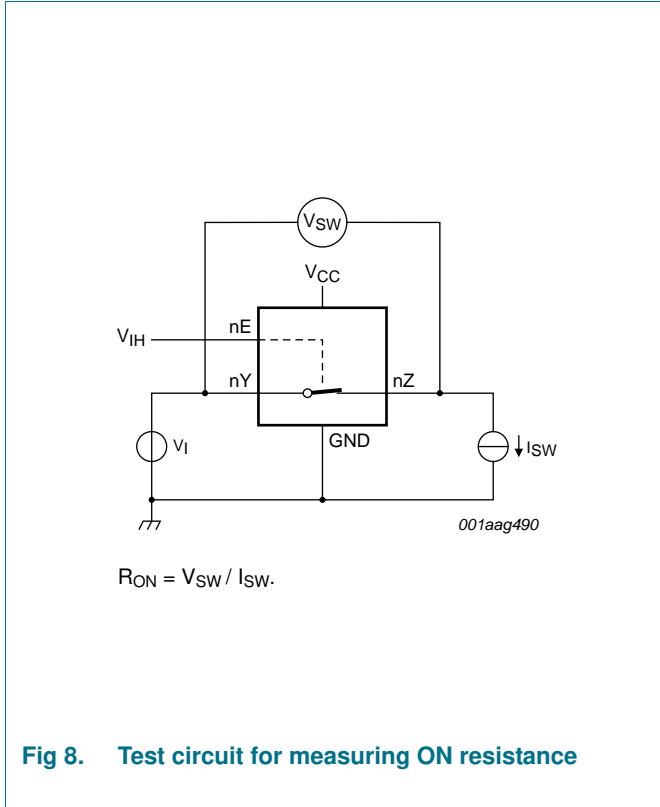 VSW
VCC
VIH
nE
nY
nZ
VI
GND
ISW
001aag490
RON = VSW / ISW.
Fig 8. Test circuit for measuring ON resistance